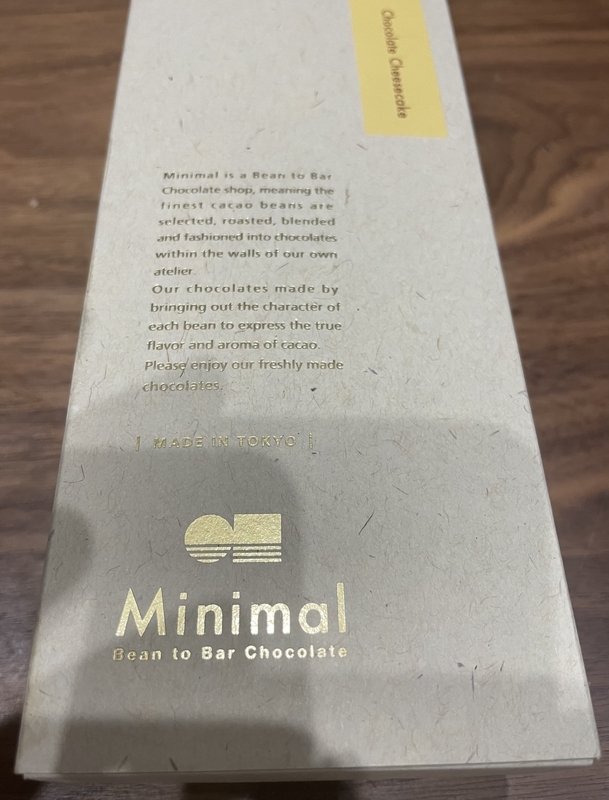 Chocolate Cheesecake
Minimal is a Bean to Bar
Chocolate shop, meaning the
finest cacao beans are
selected, roasted, blended
and fashioned into chocolates
within the walls of our own
atelier.
Our chocolates made by
bringing out the character of
each bean to express the true
flavor and aroma of cacao.
Please enjoy our freshly made
chocolates.
| MADE IN TOKYO |
Minimal
Bean to Bar Chocolate